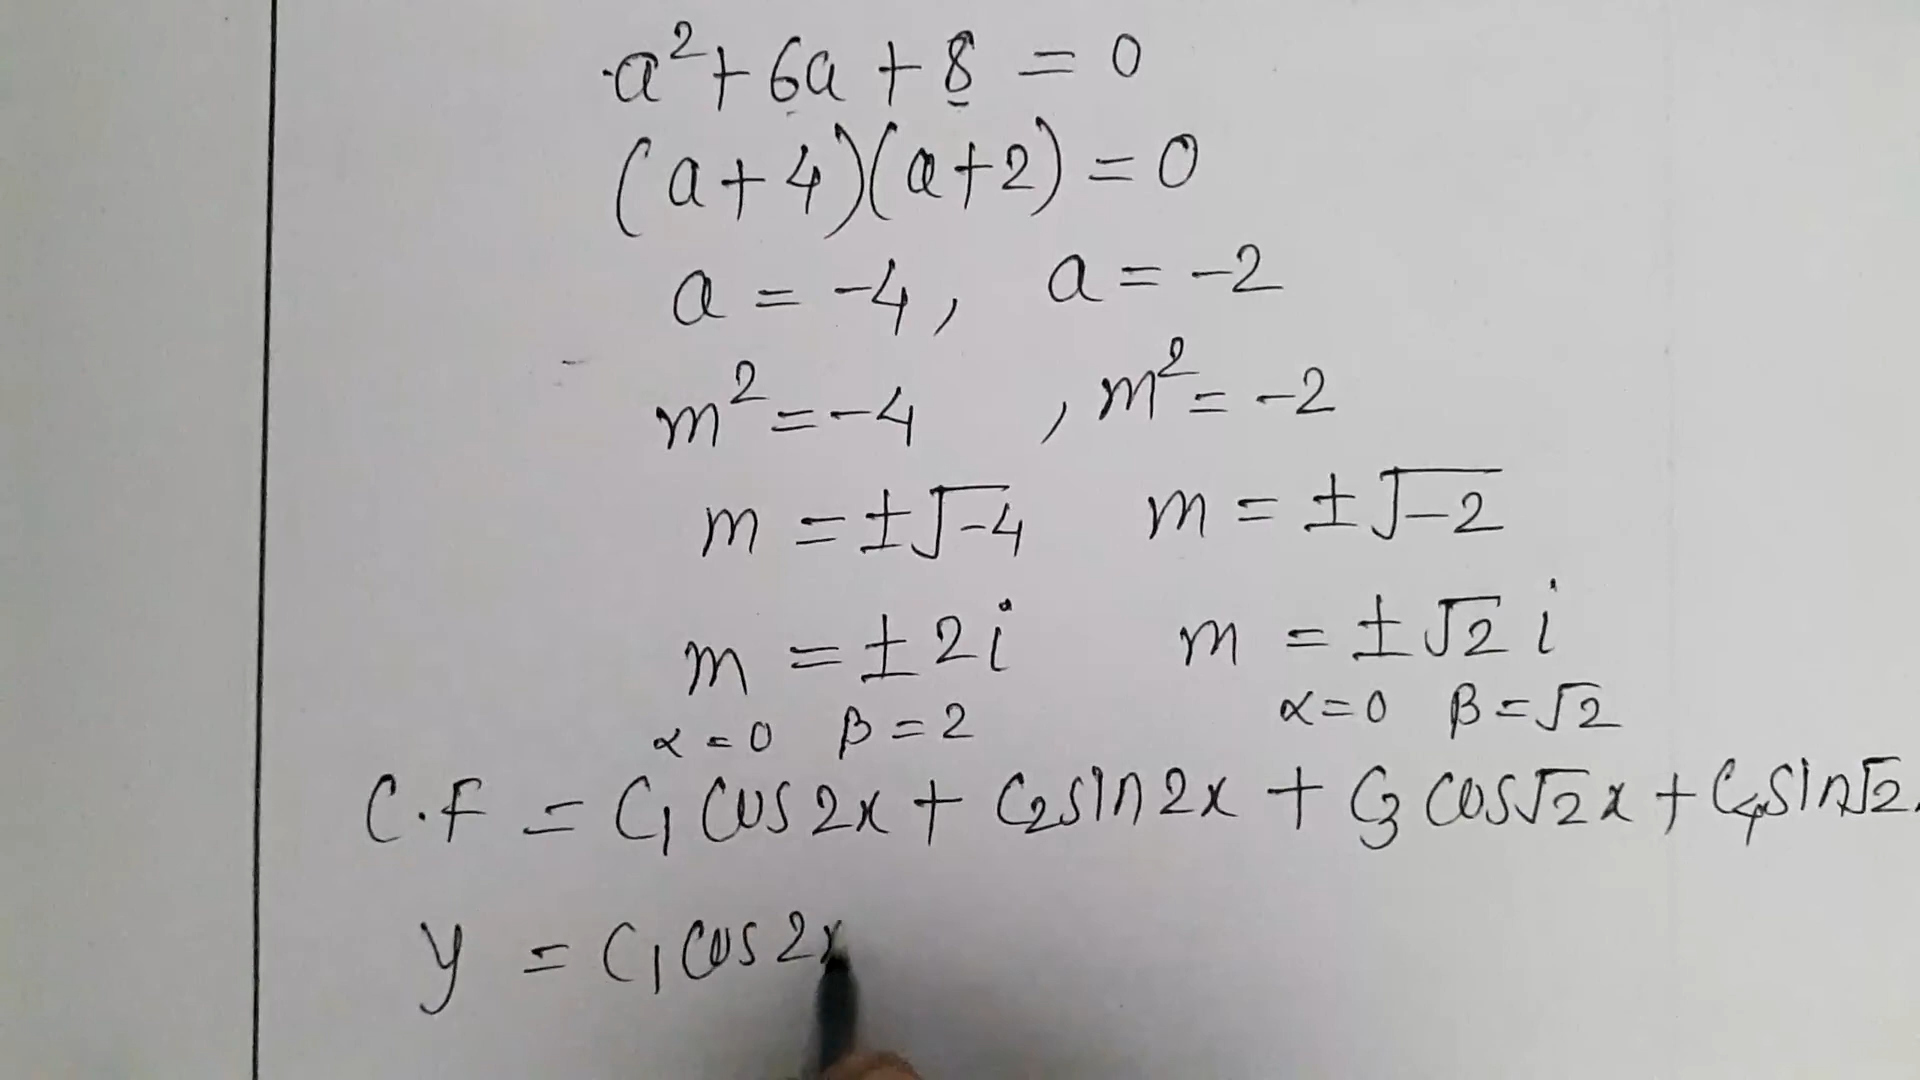 a² + 6a + 8 = 0
(a+4)(a+2) = 0
a = -4, a = -2
m² = -4 , m² = -2
m = ±√-4 m = ±√-2
m = ±2i m = ±√2 i
α = 0 β = 2 α = 0 β = √2
C.F = C₁ cos 2x + C₂ sin 2x + C₃ cos √2 x + C₄ sin √2
y = C₁ cos 2x